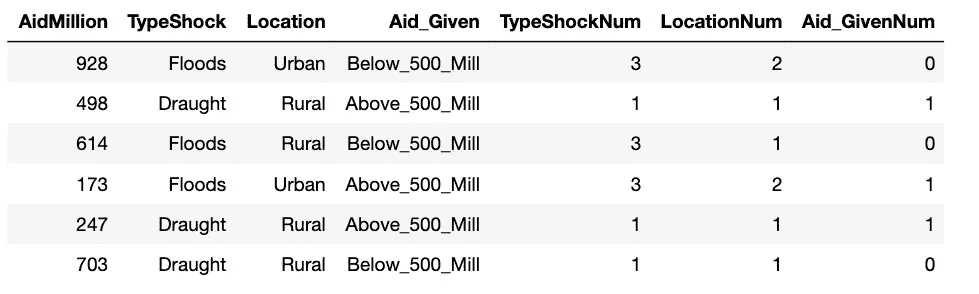 AidMillion TypeShock Location Aid_Given TypeShockNum LocationNum Aid_GivenNum
928 Floods Urban Below_500_Mill 3 2 0
498 Draught Rural Above_500_Mill 1 1 1
614 Floods Rural Below_500_Mill 3 1 0
173 Floods Urban Above_500_Mill 3 2 1
247 Draught Rural Above_500_Mill 1 1 1
703 Draught Rural Below_500_Mill 1 1 0